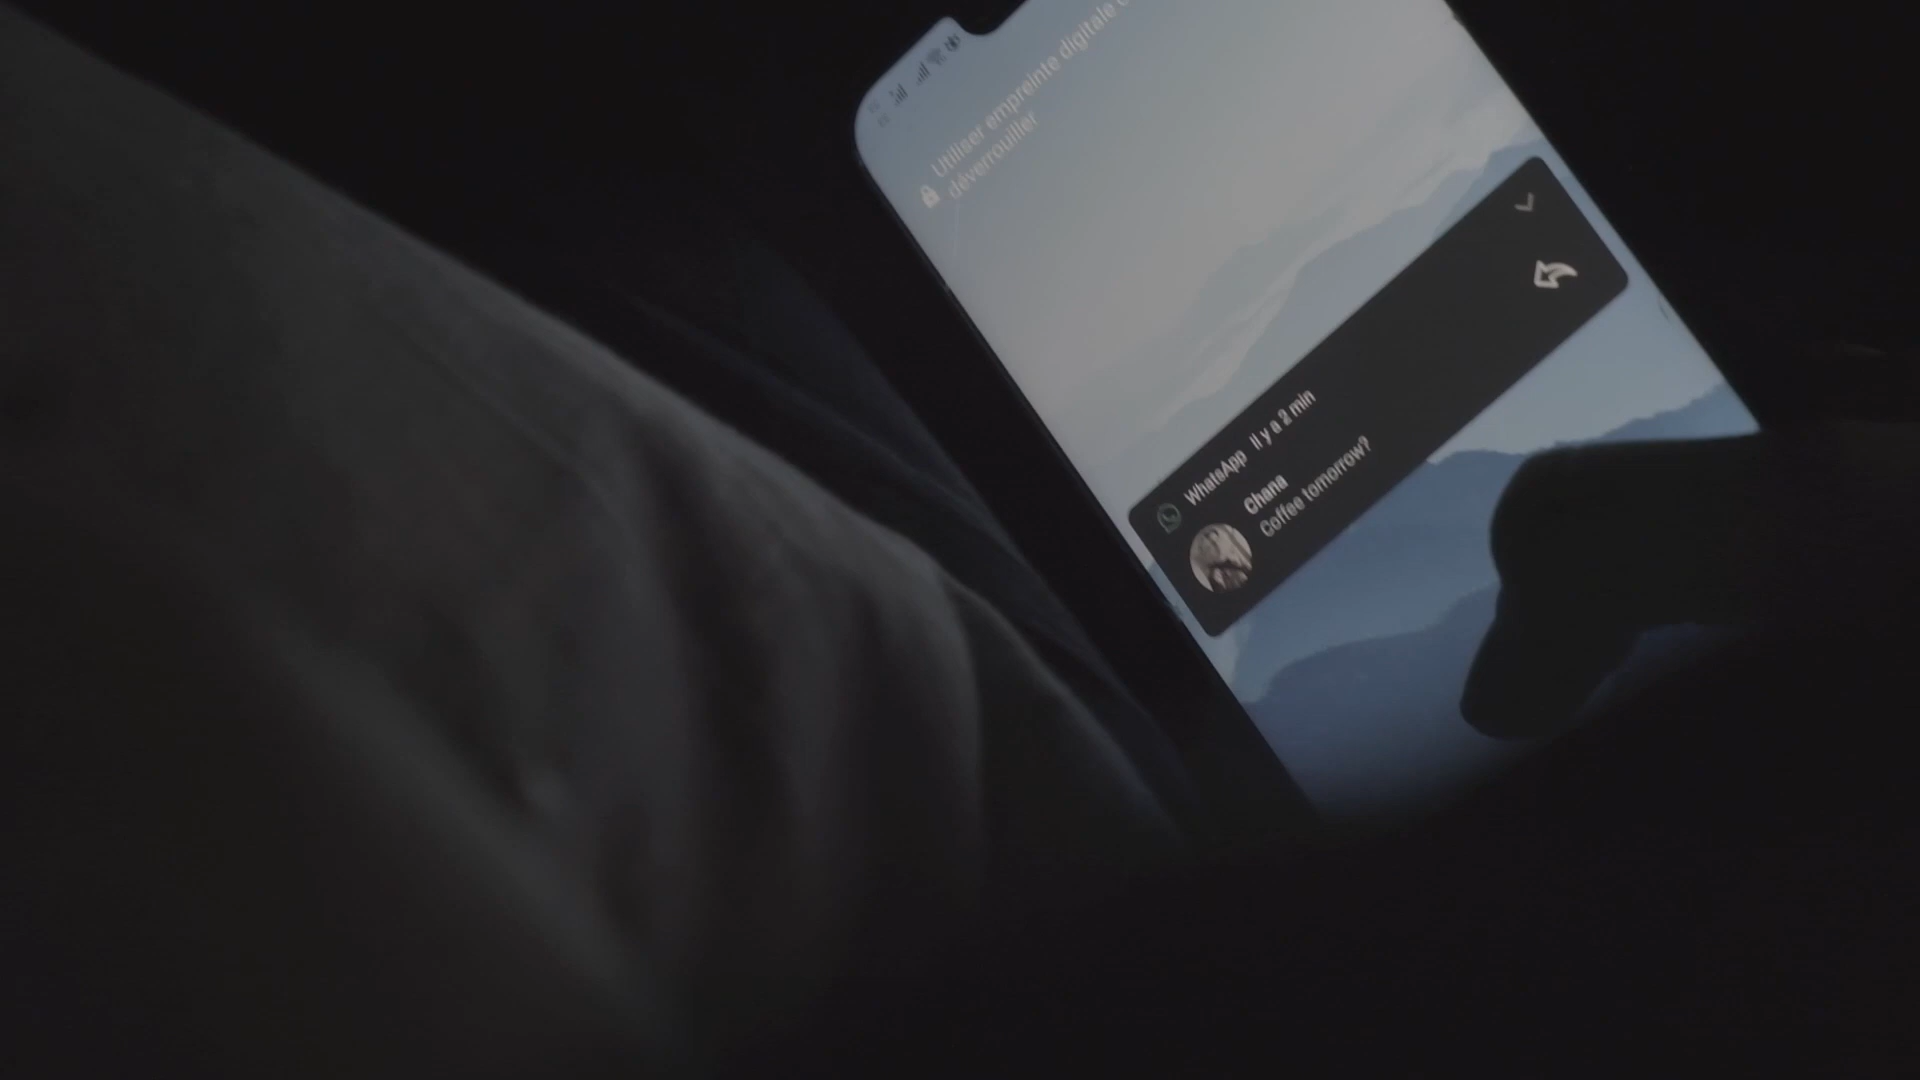 Utiliser empreinte digitale
déverrouiller
WhatsApp Il y a 2 min
Chana
Coffee tomorrow?